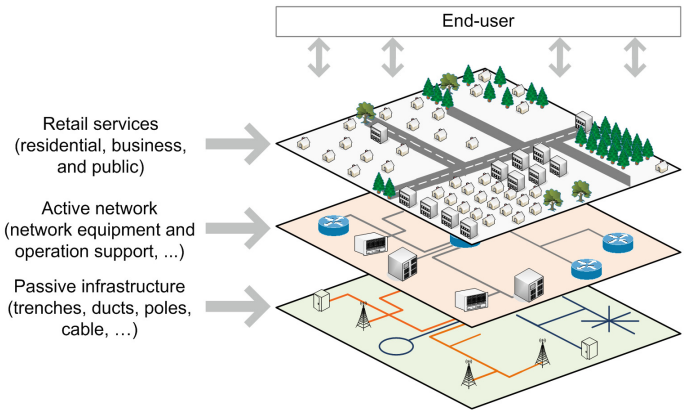 End-user
Retail services
(residential, business,
and public)
Active network
(network equipment and
operation support, ...)
Passive infrastructure
(trenches, ducts, poles,
cable, …)